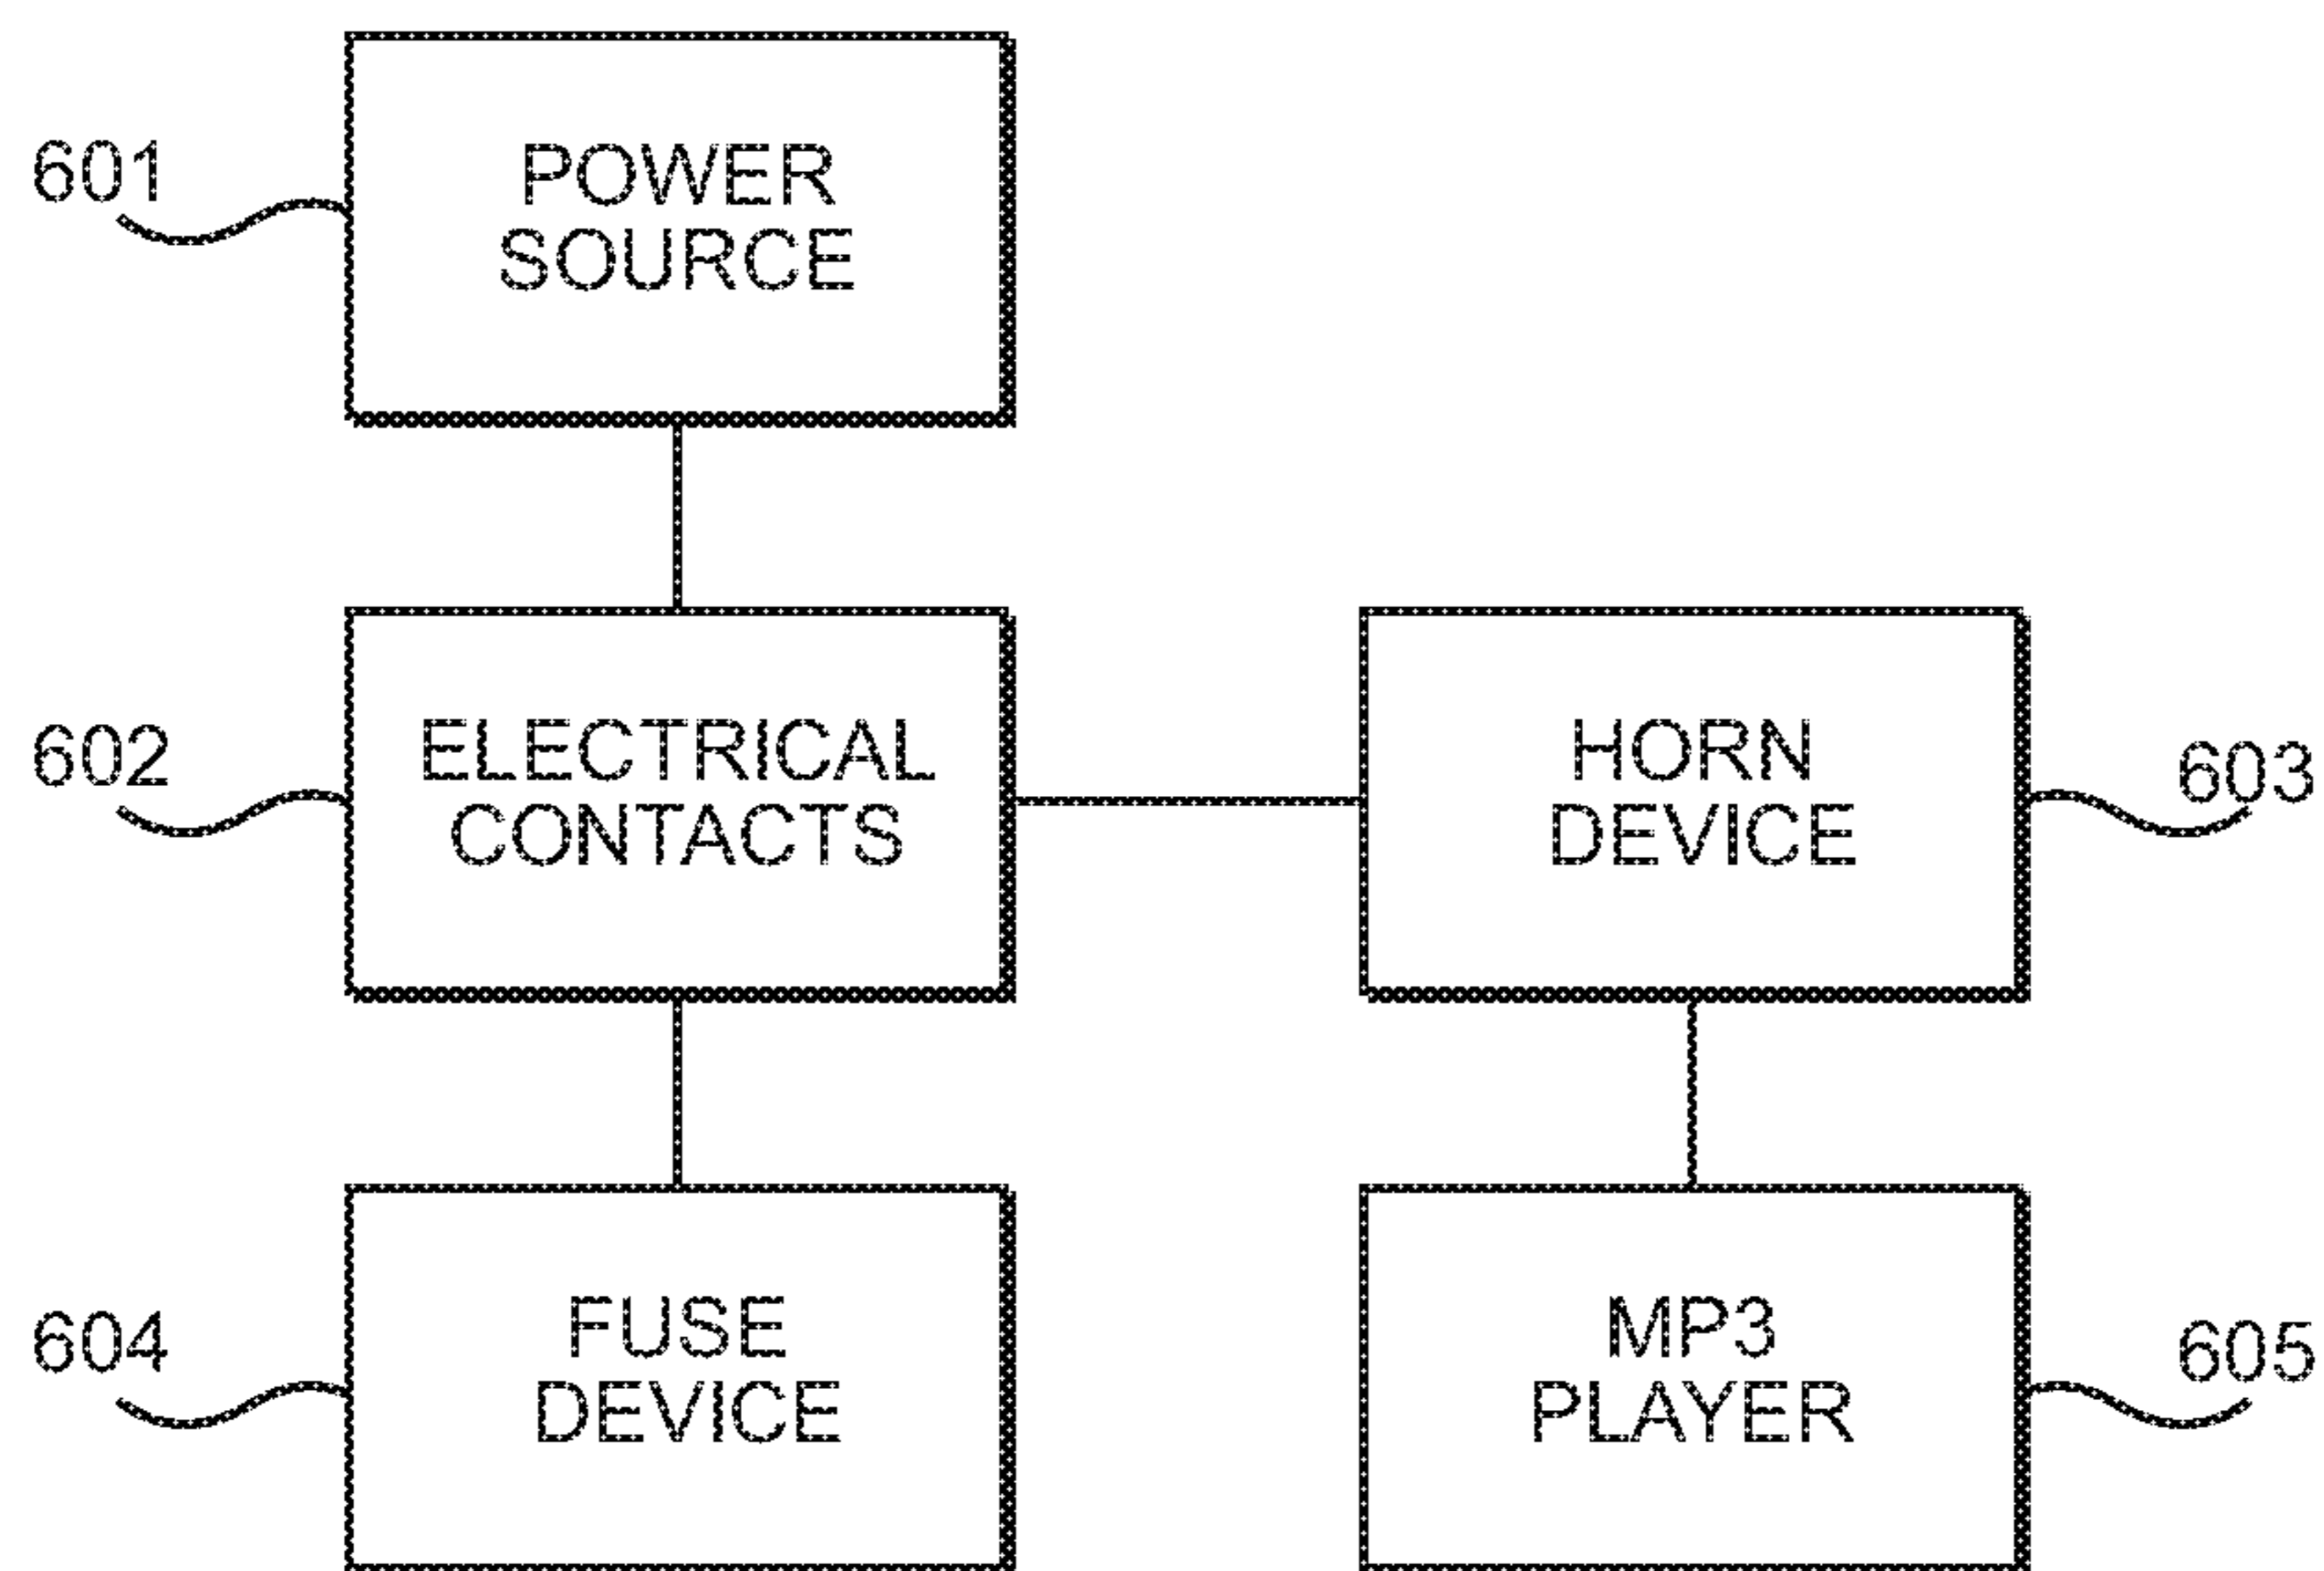 601
POWER
SOURCE
602
ELECTRICAL
CONTACTS
HORN
DEVICE
603
604
FUSE
DEVICE
MP3
PLAYER
605